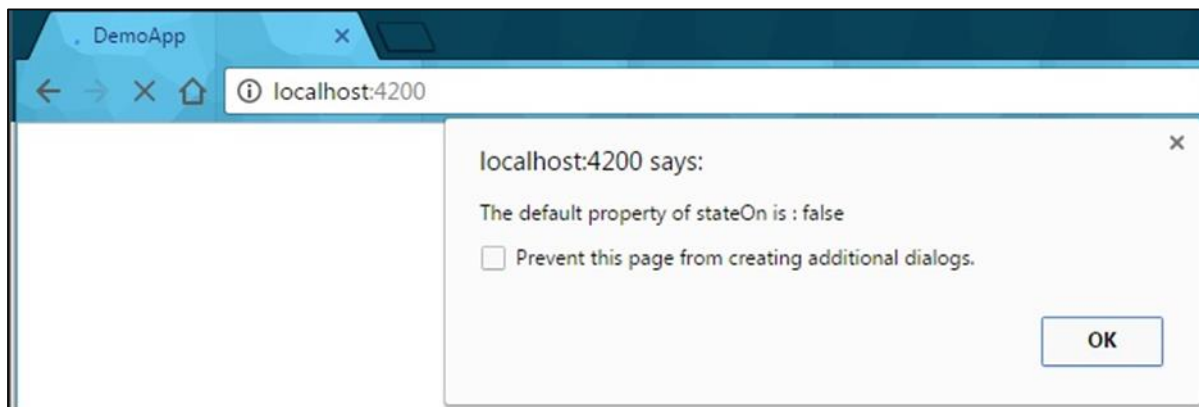 DemoApp
localhost:4200
localhost:4200 says:
The default property of stateOn is : false
Prevent this page from creating additional dialogs.
OK